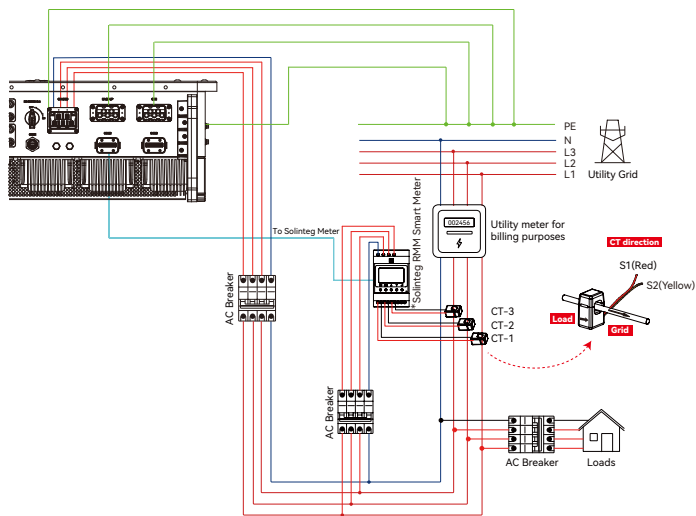 PE
N
L3
L2
L1
Utility Grid
002456
Utility meter for
billing purposes
CT direction
S1(Red)
S2(Yellow)
Load
Grid
To Solinteg Meter
*Solinteg RMM Smart Meter
AC Breaker
CT-3
CT-2
CT-1
AC Breaker
AC Breaker
Loads